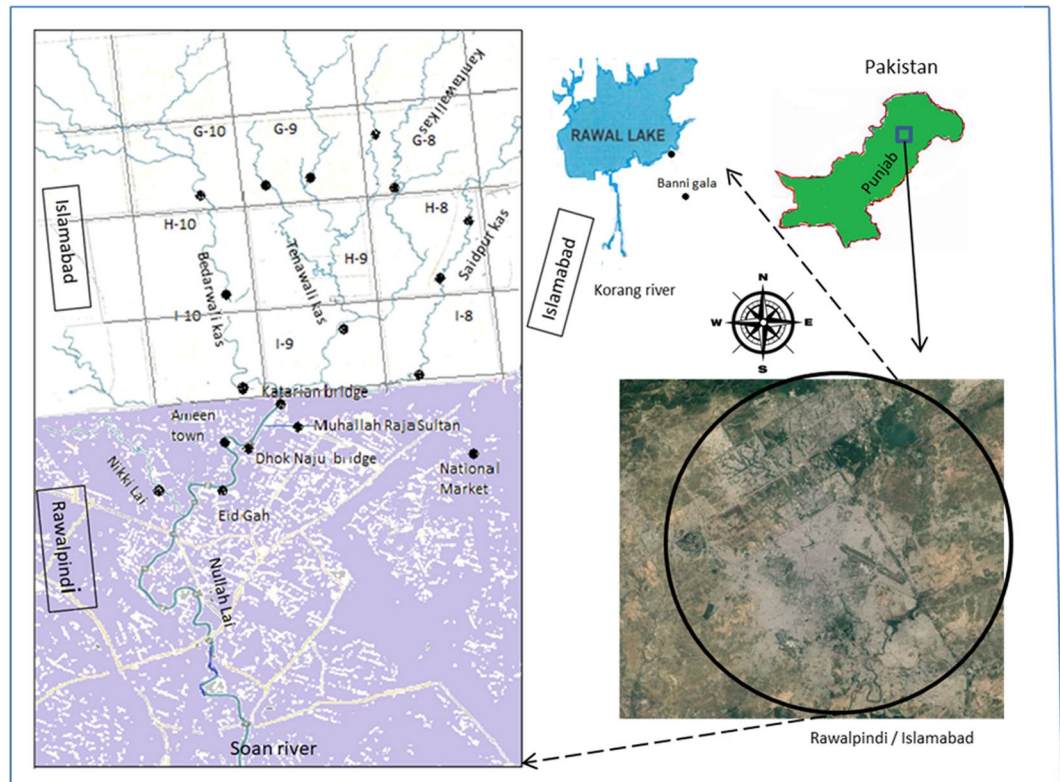 Kanitawali kas
G-10
G-9
G-8
Islamabad
H-10
H-9
H-8
Bedarwali kas
Tenawali kas
Saidpur kas
I-10
I-9
I-8
Katarian bridge
Ameen
town
Muhallah Raja Sultan
Dhok Naju bridge
Nikki Lai
National
Market
Eid Gah
Rawalpindi
Nullah Lai
Soan river
RAWAL LAKE
Banni gala
Islamabad
Korang river
Pakistan
Punjab
N
W
E
S
Rawalpindi / Islamabad